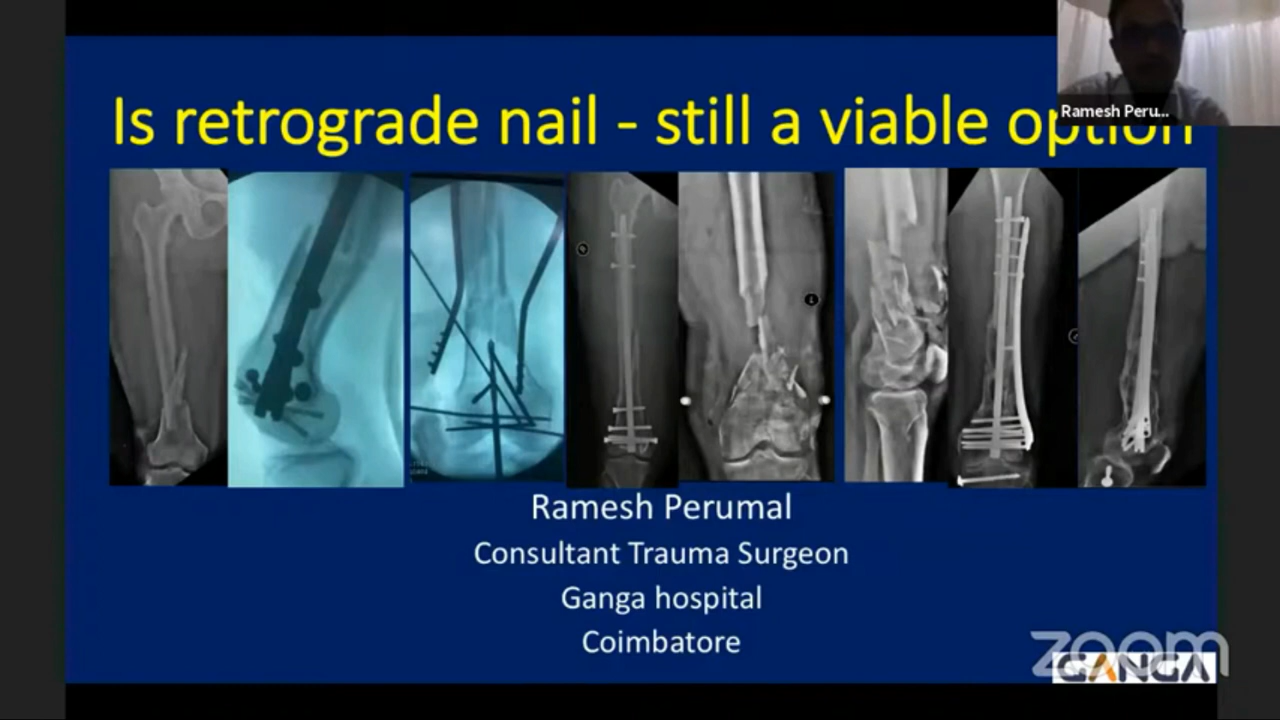 Is retrograde nail - still a viable option
Ramesh Peru...
Ramesh Perumal
Consultant Trauma Surgeon
Ganga hospital
Coimbatore
zoom
GANGA